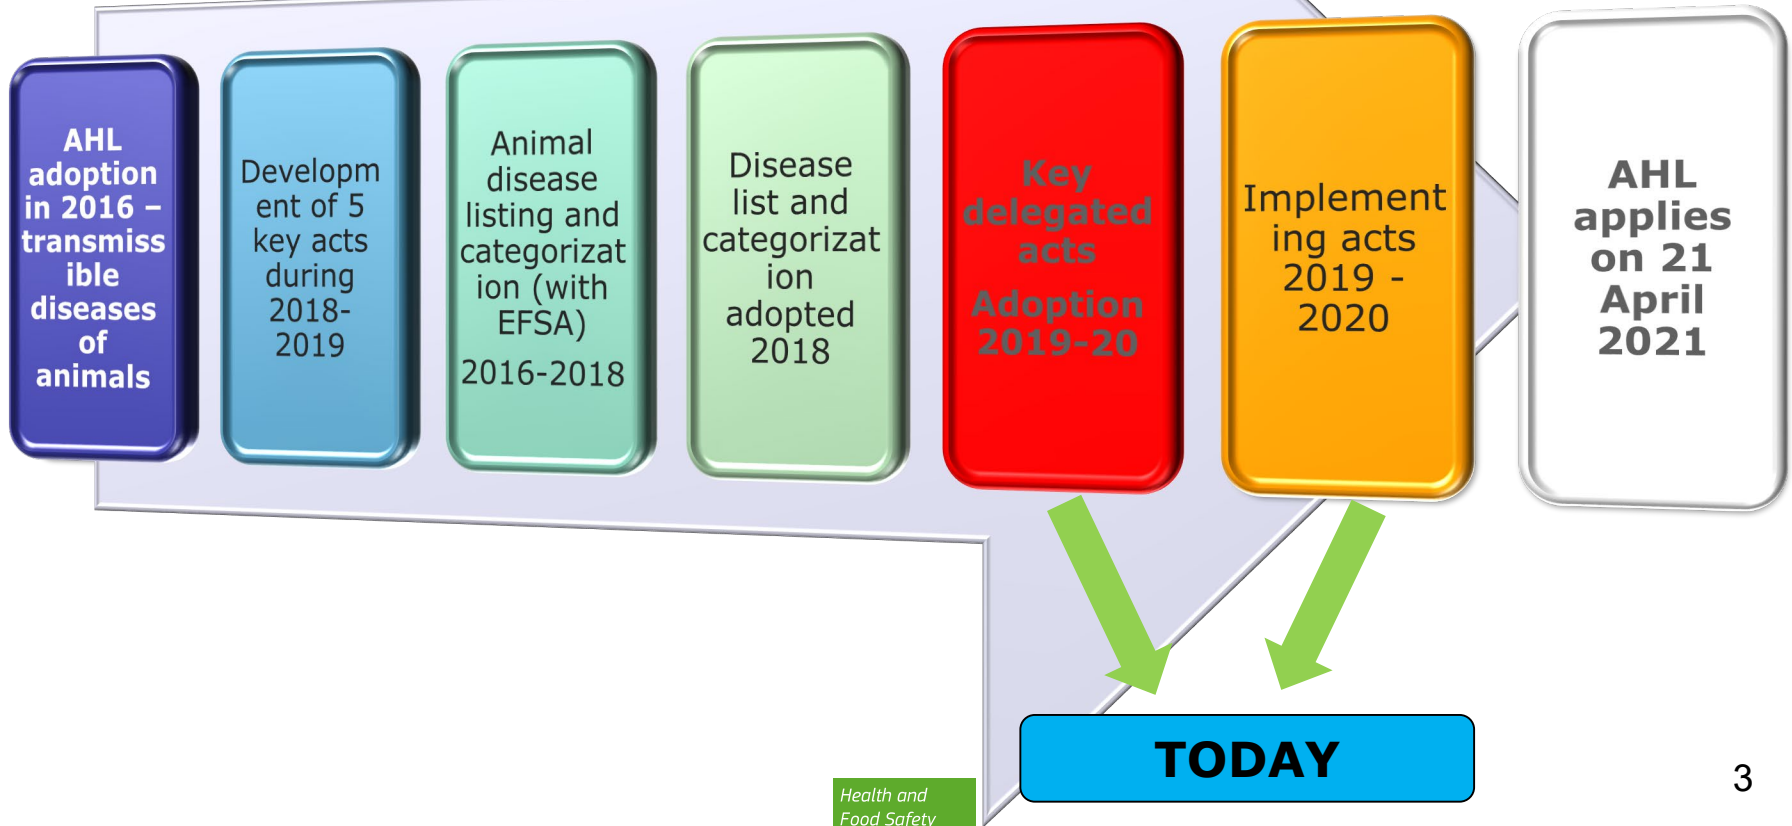 AHL
adoption
in 2016 –
transmiss
ible
diseases
of
animals
Developm
ent of 5
key acts
during
2018-
2019
Animal
disease
listing and
categorizat
ion (with
EFSA)
2016-2018
Disease
list and
categorizat
ion
adopted
2018
Key
delegated
acts
Adoption
2019-20
Implement
ing acts
2019 -
2020
AHL
applies
on 21
April
2021
TODAY
Health and
Food Safety
3